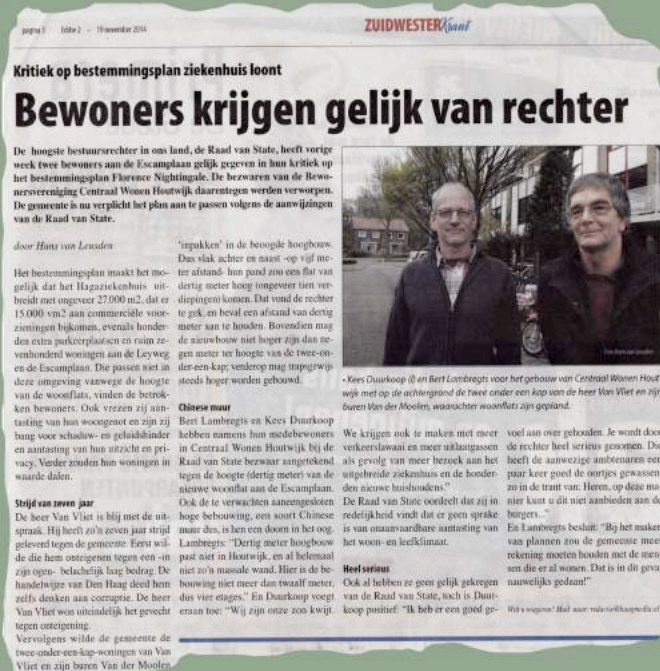 pagina 3 Editie 2 - 19 november 2014
ZUIDWESTER Krant
Kritiek op bestemmingsplan ziekenhuis loont
Bewoners krijgen gelijk van rechter
De hoogste bestuursrechter in ons land, de Raad van State, heeft vorige
week twee bewoners aan de Escamplaan gelijk gegeven in hun kritiek op
het bestemmingsplan Florence Nightingale. De bezwaren van de Bewo-
nersvereniging Centraal Wonen Houtwijk daarentegen werden verworpen.
De gemeente is nu verplicht het plan aan te passen volgens de aanwijzingen
van de Raad van State.
door Hans van Leusden
Het bestemmingsplan maakt het mo-
gelijk dat het Hagaziekenhuis uit-
breidt met ongeveer 27.000 m2, dat er
15.000 vm2 aan commerciële voor-
zieningen bijkomen, evenals honder-
den extra parkeerplaatsen en ruim ze-
venhonderd woningen aan de Leyweg
en de Escamplaan. Die passen niet in
deze omgeving vanwege de hoogte
van de woonflats, vinden de betrok-
ken bewoners. Ook vrezen zij aan-
tasting van hun woongenot en zijn zij
bang voor schaduw- en geluidshinder
en aantasting van hun uitzicht en pri-
vacy. Verder zouden hun woningen in
waarde dalen.
Strijd van zeven jaar
De heer Van Vliet is blij met de uit-
spraak. Hij heeft zo'n zeven jaar strijd
geleverd tegen de gemeente. Eerst wil-
de die hem onteigenen tegen een -in
zijn ogen- belachelijk laag bedrag. De
handelwijze van Den Haag deed hem
zelfs denken aan corruptie. De heer
Van Vliet won uiteindelijk het gevecht
tegen onteigening.
Vervolgens wilde de gemeente de
twee-onder-een-kap-woningen van Van
Vliet en zijn buren Van der Moolen
'inpakken' in de beoogde hoogbouw.
Dus vlak achter en naast -op vijf me-
ter afstand- hun pand zou een flat van
dertig meter hoog (ongeveer tien ver-
diepingen) komen. Dat vond de rechter
te gek, en beval een afstand van dertig
meter aan te houden. Bovendien mag
de nieuwbouw niet hoger zijn dan ne-
gen meter ter hoogte van de twee-on-
der-een-kap; verderop mag trapsgewijs
steeds hoger worden gebouwd.
Chinese muur
Bert Lambregts en Kees Duurkoop
hebben namens hun medebewoners
in Centraal Wonen Houtwijk bij de
Raad van State bezwaar aangetekend
tegen de hoogte (dertig meter) van de
nieuwe woonflat aan de Escamplaan.
Ook de te verwachten aaneengesloten
hoge bebouwing, een soort Chinese
muur dus, is hen een doorn in het oog.
Lambregts: "Dertig meter hoogbouw
past niet in Houtwijk, en al helemaal
niet zo'n massale wand. Hier is de be-
bouwing niet meer dan twaalf meter,
dus vier etages." En Duurkoop voegt
eraan toe: "Wij zijn onze zon kwijt.
- Kees Duurkoop (l) en Bert Lambregts voor het gebouw van Centraal Wonen Hout
wijk met op de achtergrond de twee onder een kap van de heer Van Vliet en zijn
buren Van der Moolen, waarachter woonflats zijn gepland.
We krijgen ook te maken met meer
verkeerslawaai en meer uitlaatgassen
als gevolg van meer bezoek aan het
uitgebreide ziekenhuis en de honder-
den nieuwe huishoudens."
De Raad van State oordeelt dat zij in
redelijkheid vindt dat er geen sprake
is van onaanvaardbare aantasting van
het woon- en leefklimaat.
Heel serieus
Ook al hebben ze geen gelijk gekregen
van de Raad van State, toch is Duur-
koop positief: "Ik heb er een goed ge-
voel aan over gehouden. Je wordt door
de rechter heel serieus genomen. Da
heeft de aanwezige ambtenaren een
paar keer goed de oortjes gewassen
zo in de trant van: Heren, op deze ma
nier kunt u dit niet aanbieden aan de
burgers..."
En Lambregts besluit: "Bij het maken
van plannen zou de gemeente meer
rekening moeten houden met de men
sen die er al wonen. Dat is in dit geva
nauwelijks gedaan!"